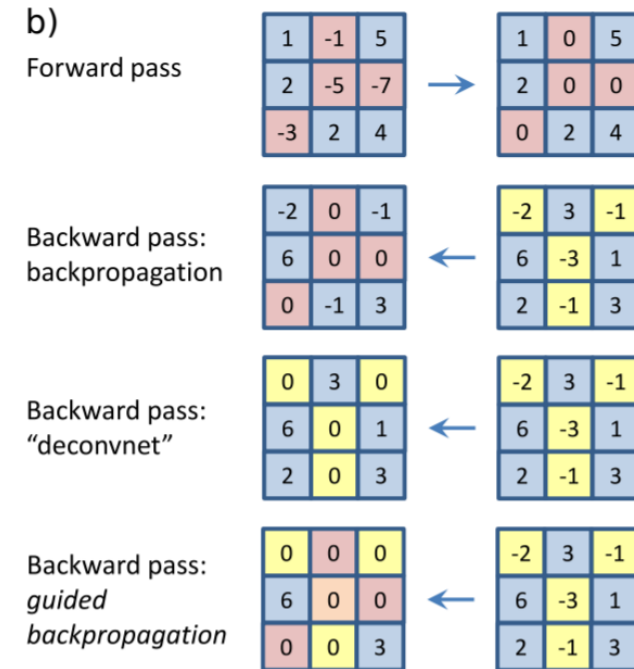 b)
Forward pass
1 -1 5 1 0 5
2 -5 -7 2 0 0
-3 2 4 0 2 4
Backward pass:
backpropagation
-2 0 -1 -2 3 -1
6 0 0 6 -3 1
0 -1 3 2 -1 3
Backward pass:
“deconvnet”
0 3 0 -2 3 -1
6 0 1 6 -3 1
2 0 3 2 -1 3
Backward pass:
guided
backpropagation
0 0 0 -2 3 -1
6 0 0 6 -3 1
0 0 3 2 -1 3